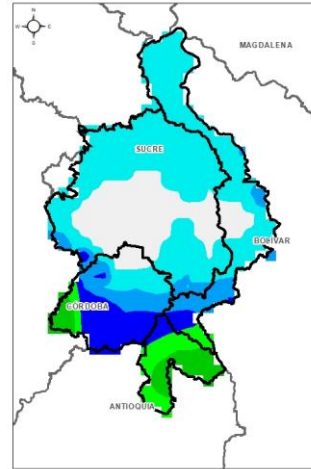 N
W E
S
MAGDALENA
SUCRE
BOLIVAR
CORDOBA
ANTIOQUIA